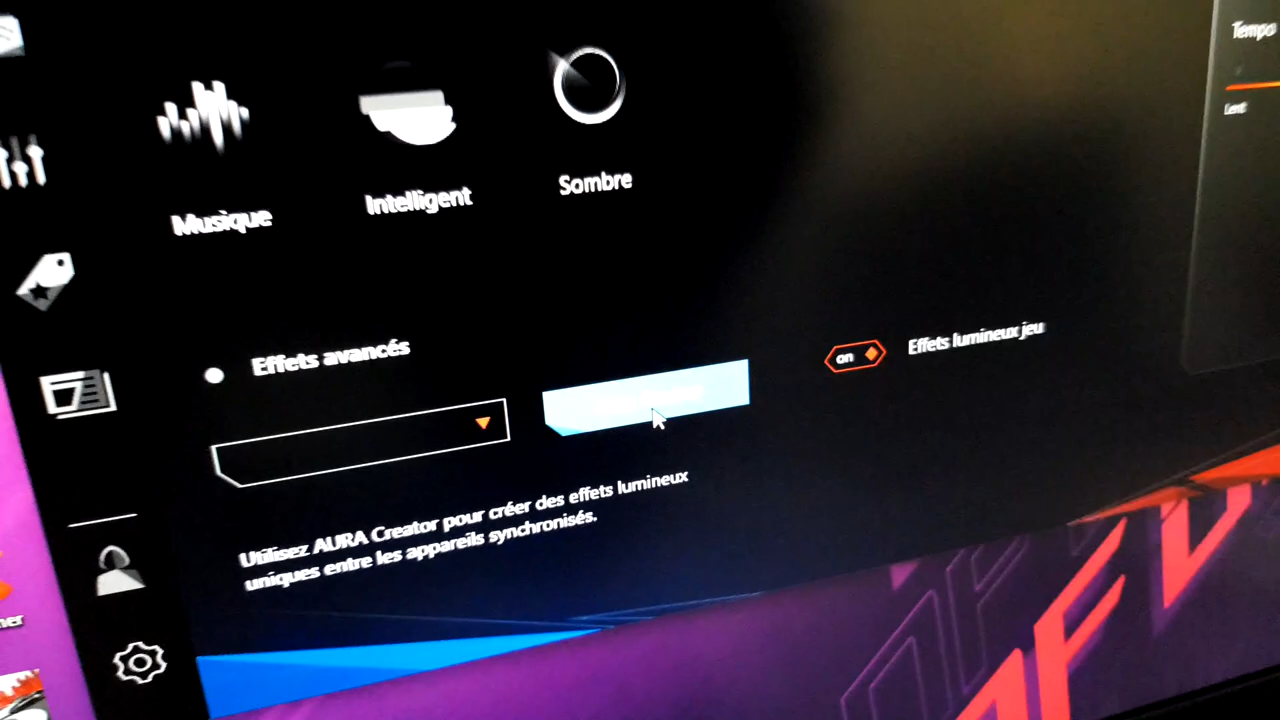 Tempo
Lent
Musique
Intelligent
Sombre
Effets avancés
on
Effets lumineux jeu
Utilisez AURA Creator pour créer des effets lumineux
uniques entre les appareils synchronisés.